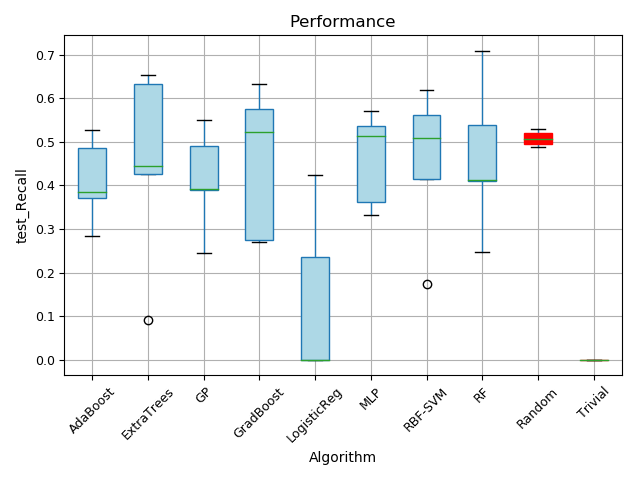 Performance
test_Recall
0.7
0.6
0.5
0.4
0.3
0.2
0.1
0.0
AdaBoost
ExtraTrees
GP
GradBoost
LogisticReg
MLP
RBF-SVM
RF
Random
Trivial
Algorithm